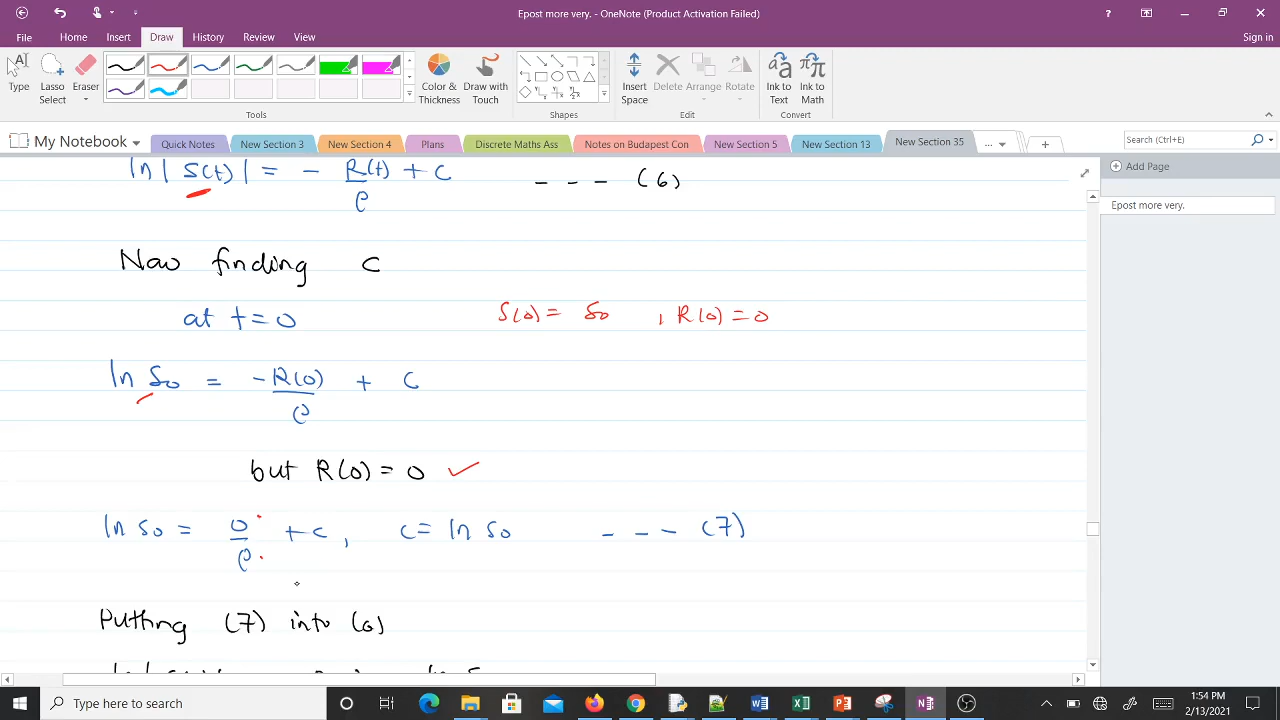 Epost more very. - OneNote (Product Activation Failed)
File Home Insert Draw History Review View Sign in
Type Lasso Select Eraser Color & Thickness Draw with Touch Insert Space Delete Arrange Rotate Ink to Text Ink to Math
Tools Shapes Edit Convert
My Notebook Quick Notes New Section 3 New Section 4 Plans Discrete Mathematics Ass Notes on Budapest Con New Section 5 New Section 13 New Section 35 ... Search (Ctrl+E)
Add Page
Epost more very.
ln | S(t) | = - R(t)/ρ + C - - - (6)
Now finding C
at t = 0 S(0) = S0 , R(0) = 0
ln S0 = -R(0)/ρ + C
but R(0) = 0 ✓
ln S0 = 0/ρ + C, C = ln S0 - - - (7)
Putting (7) into (6)
Type here to search
1:54 PM
2/13/2021